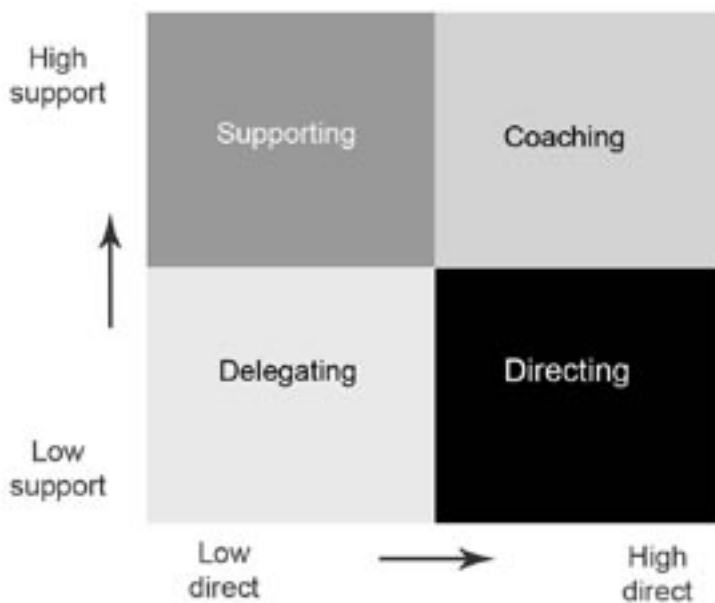 High
support
Supporting
Coaching
Delegating
Directing
Low
support
Low
direct
High
direct